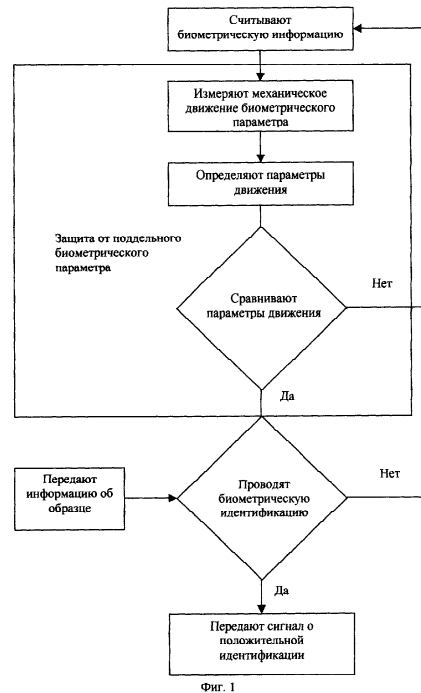 Считывают
биометрическую информацию
Измеряют механическое
движение биометрического
параметра
Определяют параметры
движения
Защита от поддельного
биометрического
параметра
Сравнивают
параметры движения
Нет
Да
Передают
информацию об
образце
Проводят
биометрическую
идентификацию
Нет
Да
Передают сигнал о
положительной
идентификации
Фиг. 1